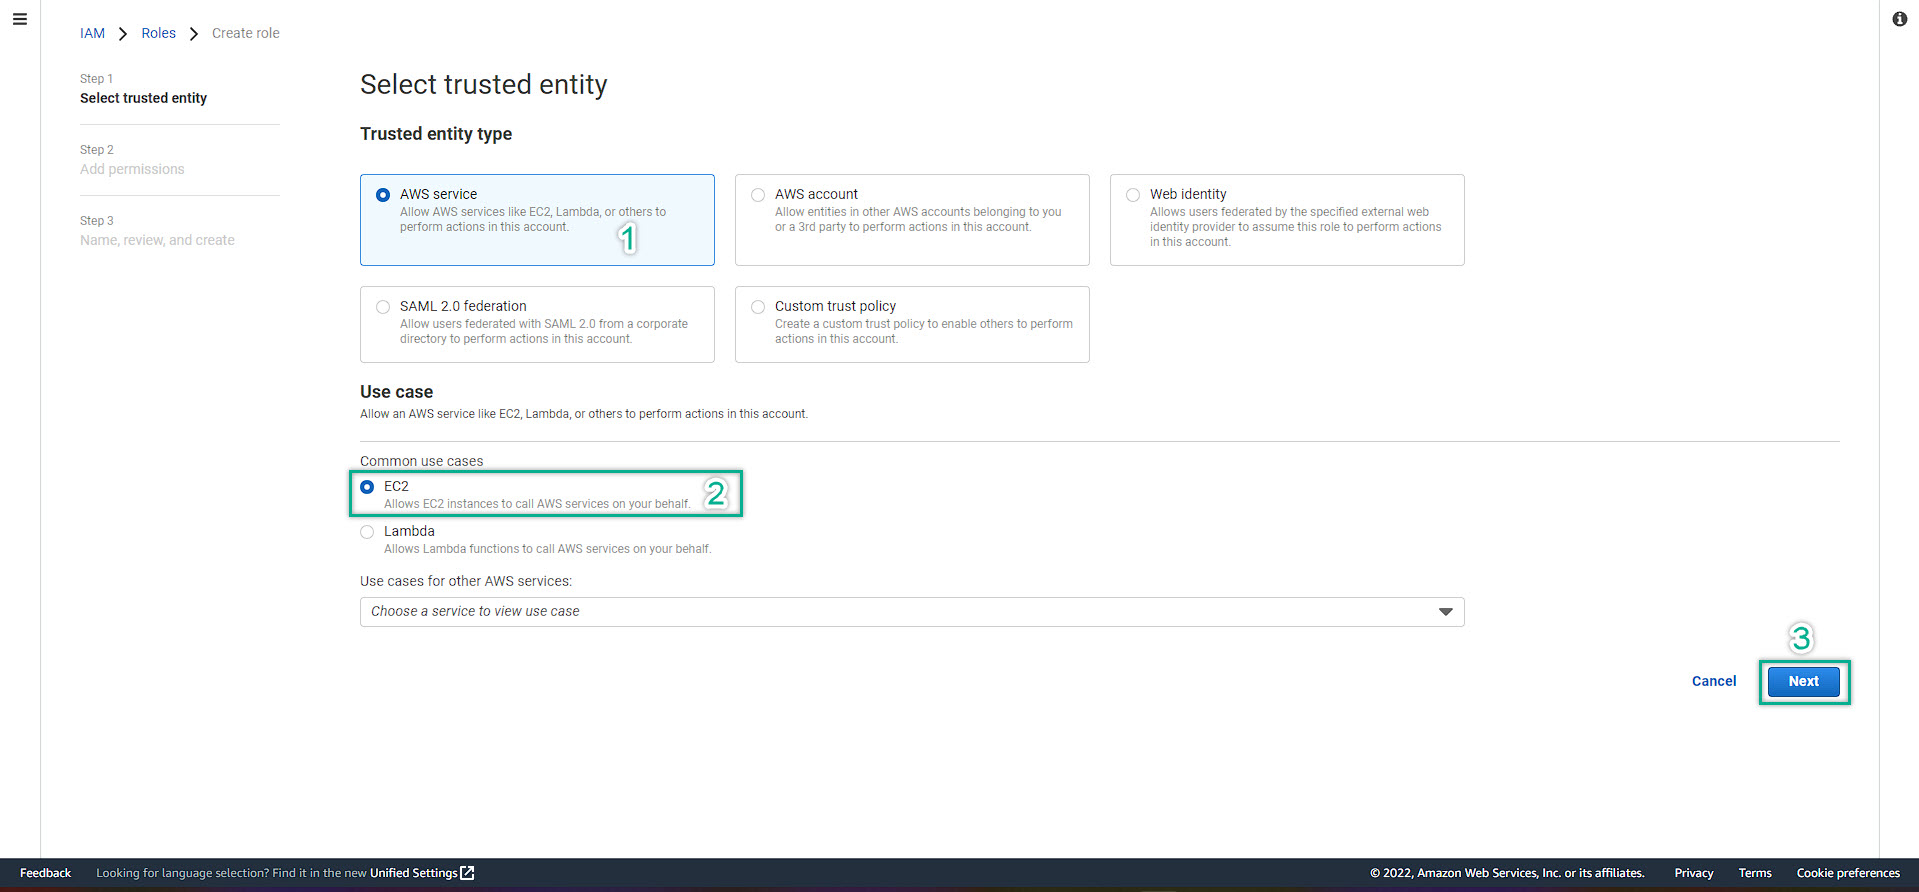 IAM > Roles > Create role
Step 1
Select trusted entity
Step 2
Add permissions
Step 3
Name, review, and create
Select trusted entity
Trusted entity type
AWS service
Allow AWS services like EC2, Lambda, or others to
perform actions in this account.
1
AWS account
Allow entities in other AWS accounts belonging to you
or a 3rd party to perform actions in this account.
Web identity
Allows users federated by the specified external web
identity provider to assume this role to perform actions
in this account.
SAML 2.0 federation
Allow users federated with SAML 2.0 from a corporate
directory to perform actions in this account.
Custom trust policy
Create a custom trust policy to enable others to perform
actions in this account.
Use case
Allow an AWS service like EC2, Lambda, or others to perform actions in this account.
Common use cases
EC2
Allows EC2 instances to call AWS services on your behalf.
2
Lambda
Allows Lambda functions to call AWS services on your behalf.
Use cases for other AWS services:
Choose a service to view use case
3
Cancel Next
Feedback Looking for language selection? Find it in the new Unified Settings © 2022, Amazon Web Services, Inc. or its affiliates. Privacy Terms Cookie preferences